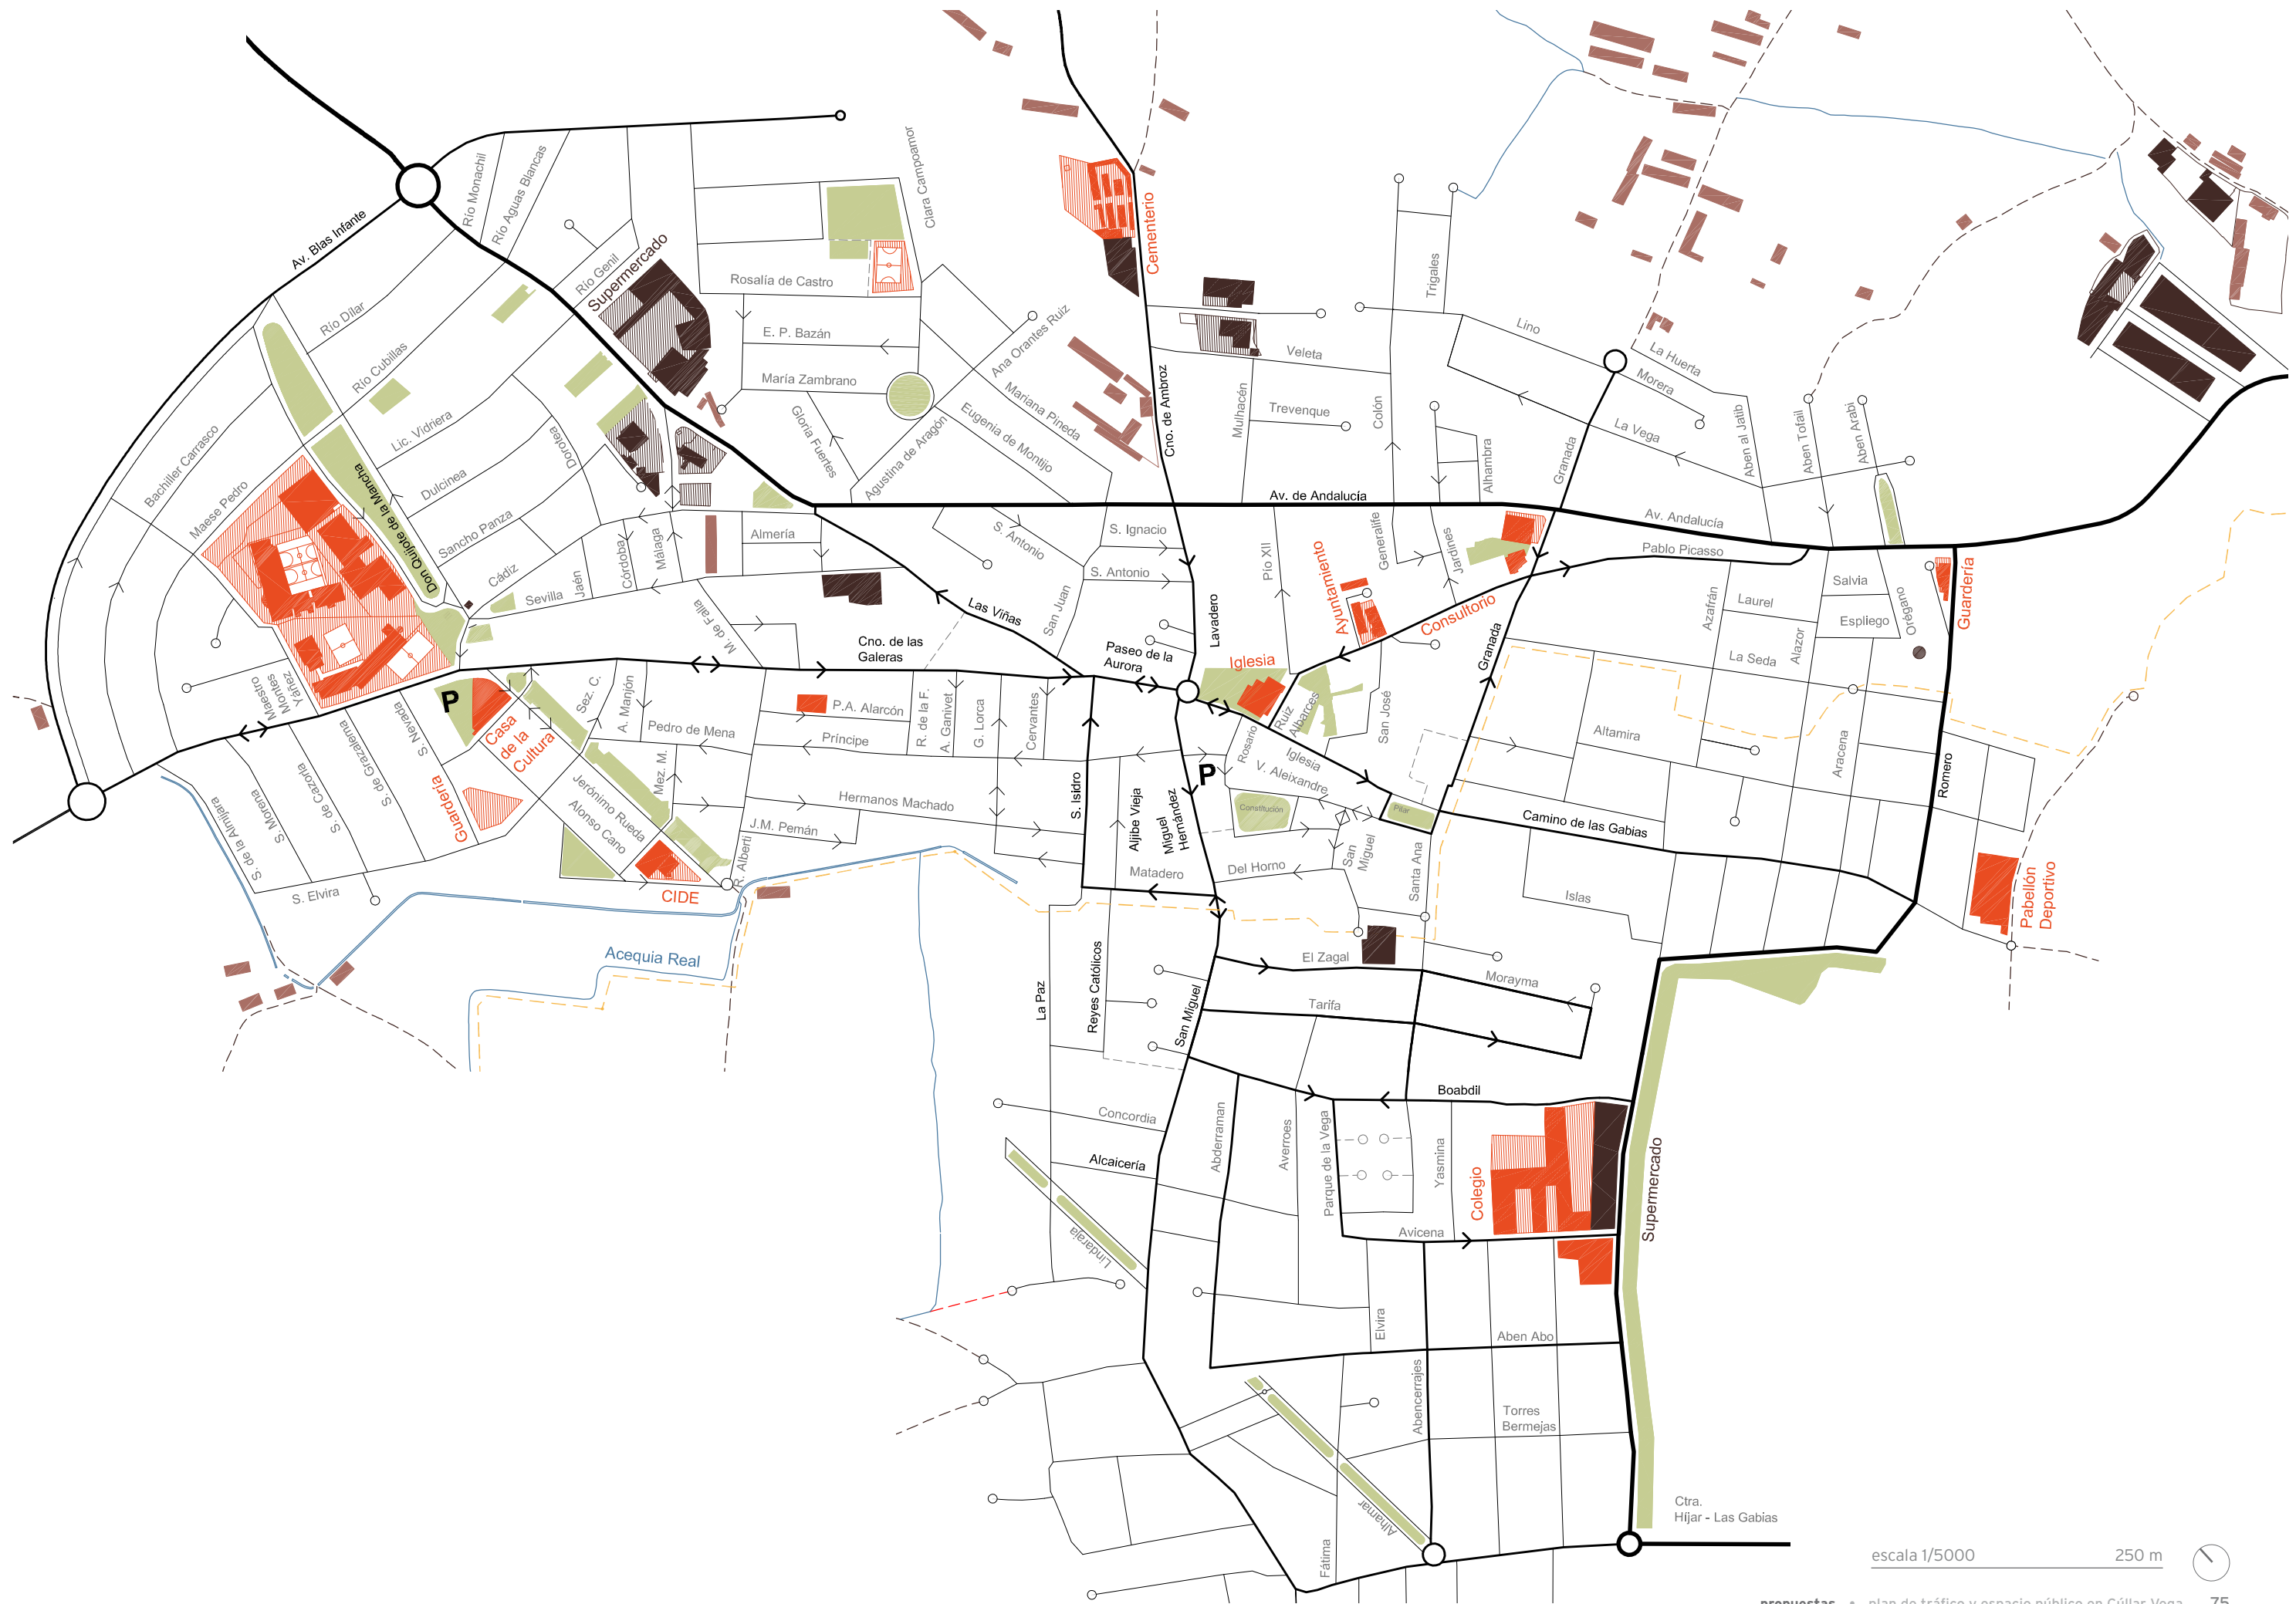 Av. Blas Infante
Río Monachil
Río Aguas Blancas
Río Genil
Supermercado
Río Dílar
Río Cubillas
Lic. Vidriera
Dulcinea
Dorotea
Sancho Panza
Bachiller Carrasco
Maese Pedro
Don Quijote de la Mancha
Cádiz
Sevilla
Jaén
Córdoba
Málaga
Almería
Clara Campoamor
Rosalía de Castro
E. P. Bazán
María Zambrano
Gloria Fuertes
Agustina de Aragón
Ana Orantes Ruiz
Mariana Pineda
Eugenia de Montijo
Cementerio
Cno. de Ambroz
Veleta
Mulhacén
Trevenque
Colón
Trigales
Alhambra
Lino
La Huerta
Morera
La Vega
Granada
Aben al Jatib
Aben Tofail
Aben Arabi
Av. de Andalucía
Av. Andalucía
Pablo Picasso
S. Antonio
S. Ignacio
S. Antonio
San Juan
Las Viñas
Lavadero
Pío XII
Ayuntamiento
Generalife
Jardines
Consultorio
Granada
Azafrán
Laurel
Salvia
Espliego
Orégano
Alazor
La Seda
Guardería
M. de Falla
Cno. de las
Galeras
Paseo de la
Aurora
Iglesia
Ruiz
Albarces
San José
Rosario
Iglesia
V. Aleixandre
Constitución
Pilar
Altamira
Aracena
Romero
Camino de las Gabias
Maestro
Montes
Yáñez
P
Casa
de la
Cultura
Sez. C.
A. Manjón
Pedro de Mena
P.A. Alarcón
Príncipe
R. de la F.
A. Ganivet
G. Lorca
Cervantes
S. Nevada
S. de Grazalema
S. de Cazorla
S. Morena
S. de la Almijara
S. Elvira
Guardería
Jerónimo Rueda
Alonso Cano
Mez. M.
Hermanos Machado
J.M. Pemán
R. Alberti
CIDE
Acequia Real
S. Isidro
Aljibe Vieja
Miguel
Hernández
P
Matadero
Del Horno
San
Miguel
Santa Ana
Islas
Pabellón
Deportivo
La Paz
Reyes Católicos
San Miguel
El Zagal
Morayma
Tarifa
Boabdil
Concordia
Alcaicería
Lindaraja
Abderraman
Averroes
Parque de la Vega
Yasmina
Colegio
Supermercado
Avicena
Elvira
Aben Abo
Abencerrajes
Torres
Bermejas
Alhamar
Fátima
Ctra.
Híjar - Las Gabias
escala 1/5000 250 m
propuestas • plan de tráfico y espacio público en Cúllar Vega 75